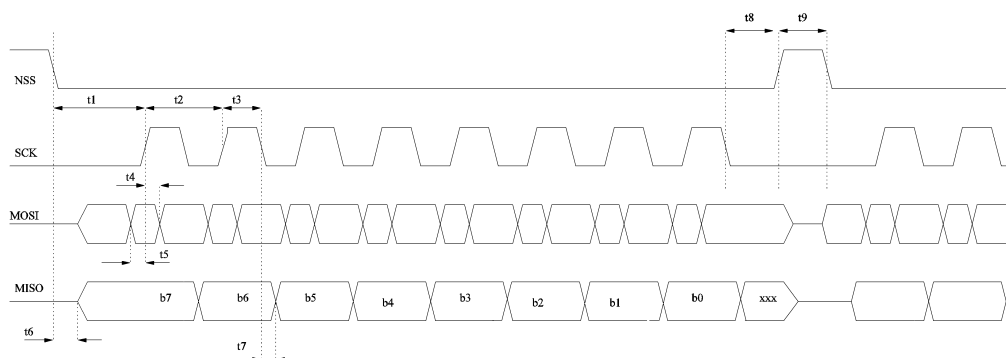 t8 t9
NSS
t1 t2 t3
SCK
t4
MOSI
t5
MISO b7 b6 b5 b4 b3 b2 b1 b0 xxx
t6
t7